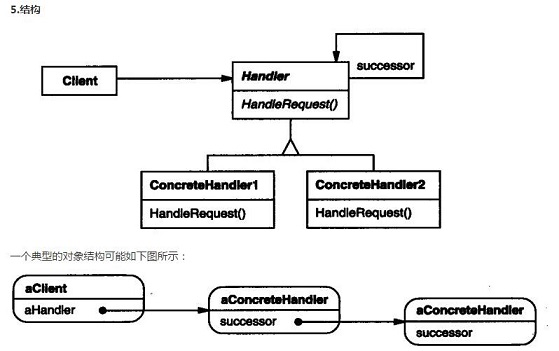 5.结构
Client
Handler
HandleRequest()
successor
ConcreteHandler1
HandleRequest()
ConcreteHandler2
HandleRequest()
一个典型的对象结构可能如下图所示：
aClient
aHandler
aConcreteHandler
successor
aConcreteHandler
successor